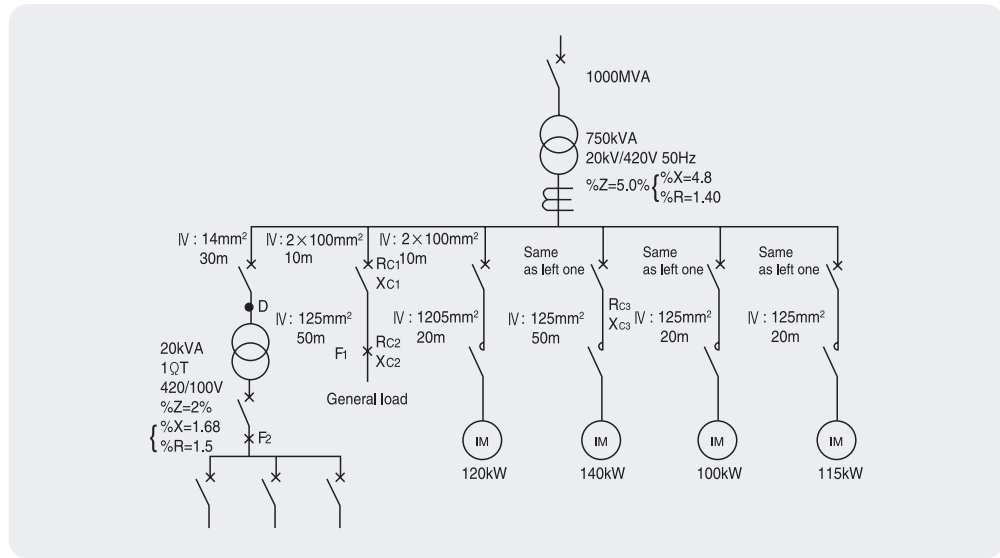 1000MVA
750kVA
20kV/420V 50Hz
%Z=5.0% { %X=4.8
%R=1.40
IV : 14mm²
30m
IV : 2×100mm²
10m
IV : 2×100mm²
10m
Same
as left one
Same
as left one
Same
as left one
RC1
XC1
D
IV : 125mm²
50m
F1
RC2
XC2
General load
IV : 1205mm²
20m
IV : 125mm²
50m
RC3
XC3
IV : 125mm²
20m
IV : 125mm²
20m
20kVA
1ΩT
420/100V
%Z=2%
{ %X=1.68
%R=1.5
F2
IM
120kW
IM
140kW
IM
100kW
IM
115kW